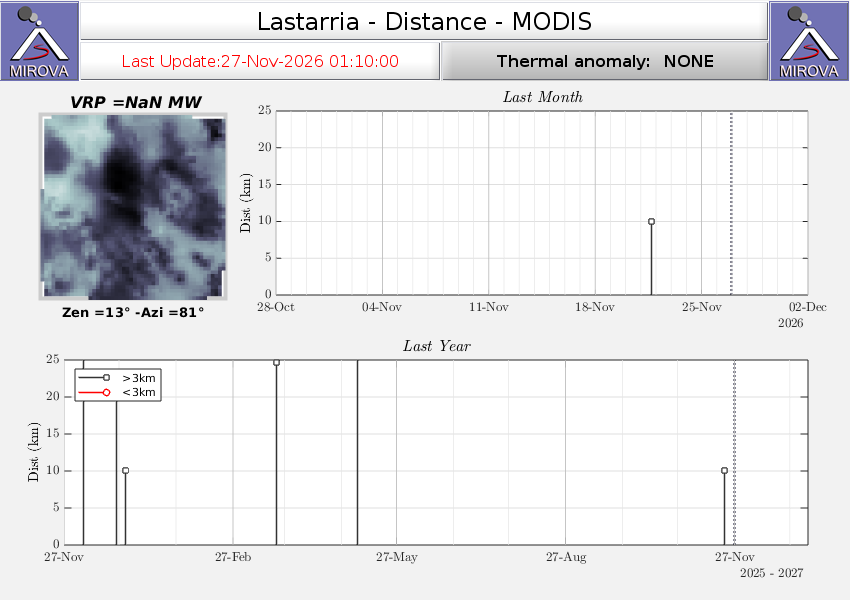 Lastarria - Distance - MODIS
MIROVA
Last Update:27-Nov-2026 01:10:00
Thermal anomaly: NONE
MIROVA
VRP =NaN MW
Zen =13° -Azi =81°
Last Month
Dist (km)
25
20
15
10
5
0
28-Oct
04-Nov
11-Nov
18-Nov
25-Nov
02-Dec
2026
Last Year
Dist (km)
25
20
15
10
5
0
>3km
<3km
27-Nov
27-Feb
27-May
27-Aug
27-Nov
2025 - 2027